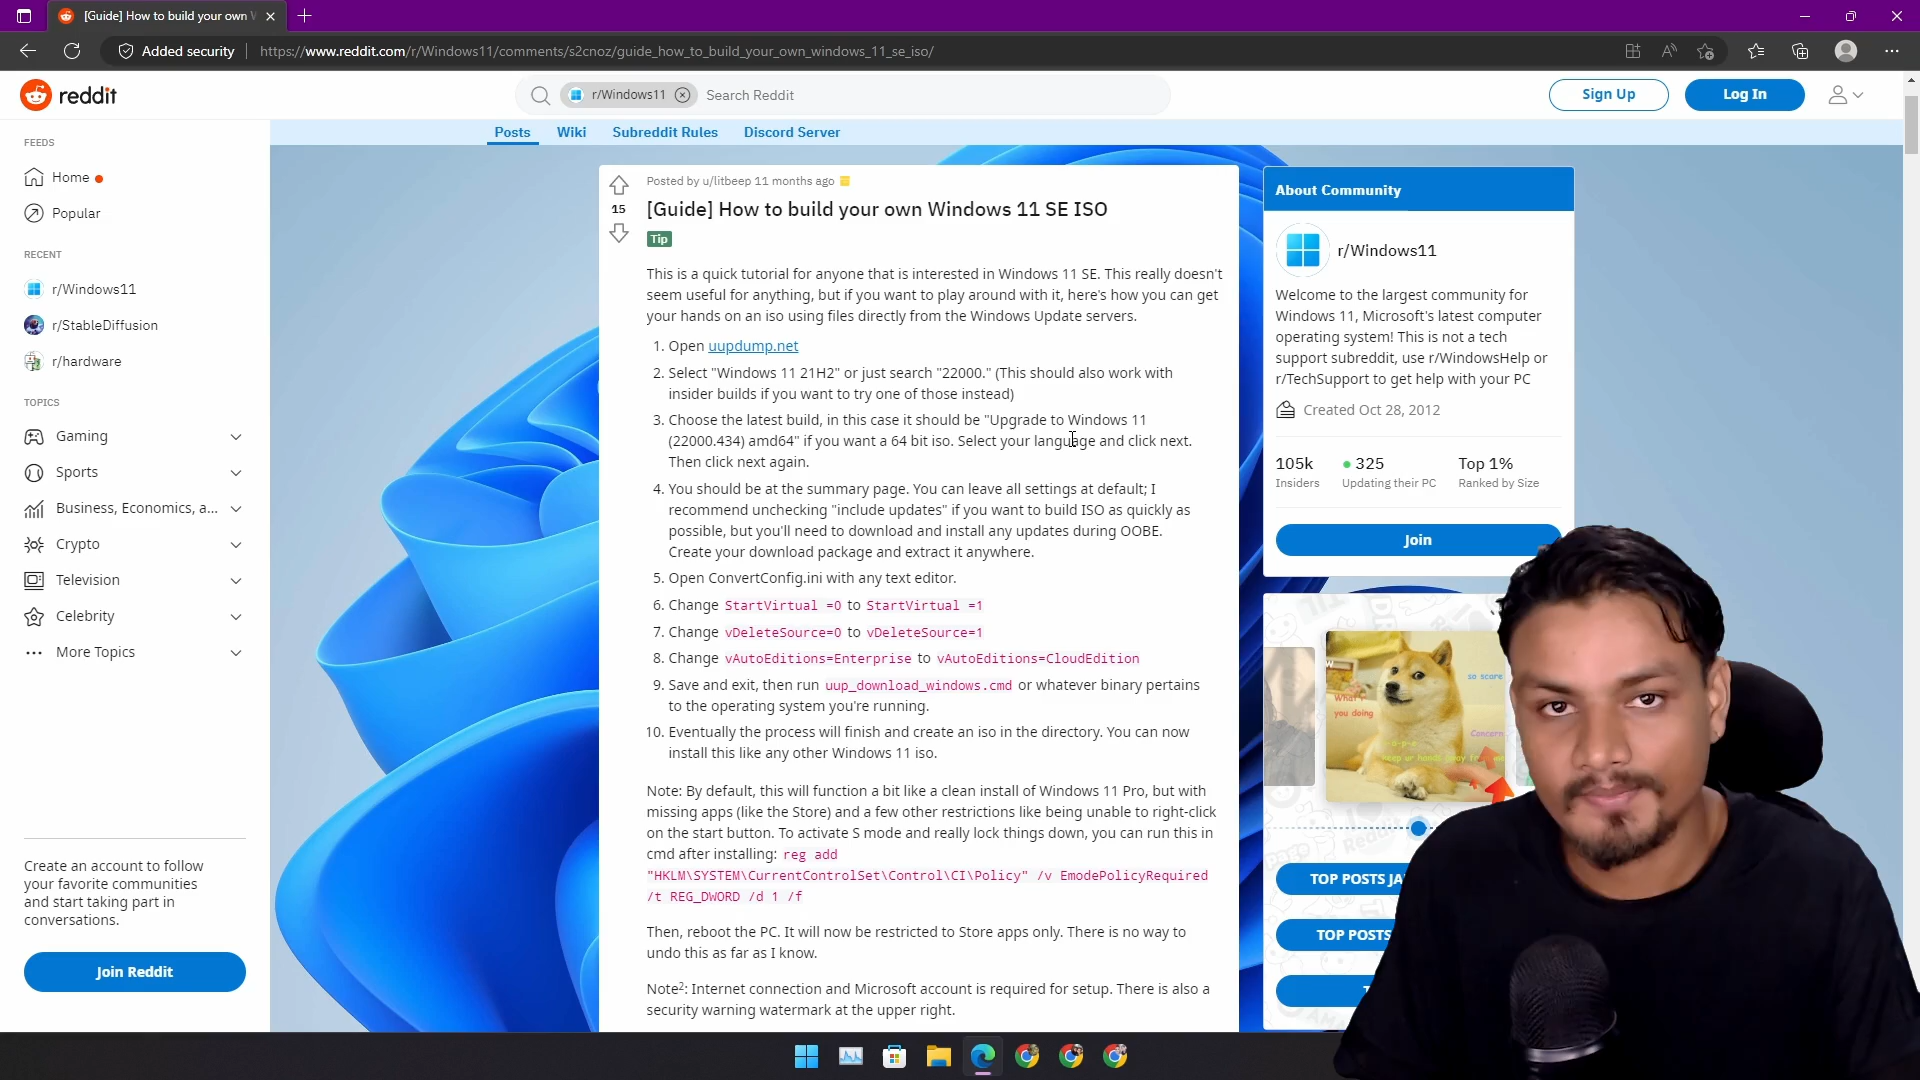 [Guide] How to build your own W
Added security
https://www.reddit.com/r/Windows11/comments/s2cnoz/guide_how_to_build_your_own_windows_11_se_iso/
reddit
r/Windows11
Search Reddit
Sign Up
Log In
Posts
Wiki
Subreddit Rules
Discord Server
FEEDS
Home
Popular
RECENT
r/Windows11
r/StableDiffusion
r/hardware
TOPICS
Gaming
Sports
Business, Economics, a...
Crypto
Television
Celebrity
More Topics
Create an account to follow
your favorite communities
and start taking part in
conversations.
Join Reddit
15
Posted by u/litbeep 11 months ago
[Guide] How to build your own Windows 11 SE ISO
Tip
This is a quick tutorial for anyone that is interested in Windows 11 SE. This really doesn't
seem useful for anything, but if you want to play around with it, here's how you can get
your hands on an iso using files directly from the Windows Update servers.
1. Open uupdump.net
2. Select "Windows 11 21H2" or just search "22000." (This should also work with
insider builds if you want to try one of those instead)
3. Choose the latest build, in this case it should be "Upgrade to Windows 11
(22000.434) amd64" if you want a 64 bit iso. Select your language and click next.
Then click next again.
4. You should be at the summary page. You can leave all settings at default; I
recommend unchecking "include updates" if you want to build ISO as quickly as
possible, but you'll need to download and install any updates during OOBE.
Create your download package and extract it anywhere.
5. Open ConvertConfig.ini with any text editor.
6. Change StartVirtual =0 to StartVirtual =1
7. Change vDeleteSource=0 to vDeleteSource=1
8. Change vAutoEditions=Enterprise to vAutoEditions=CloudEdition
9. Save and exit, then run uup_download_windows.cmd or whatever binary pertains
to the operating system you're running.
10. Eventually the process will finish and create an iso in the directory. You can now
install this like any other Windows 11 iso.
Note: By default, this will function a bit like a clean install of Windows 11 Pro, but with
missing apps (like the Store) and a few other restrictions like being unable to right-click
on the start button. To activate S mode and really lock things down, you can run this in
cmd after installing: reg add
"HKLM\SYSTEM\CurrentControlSet\Control\CI\Policy" /v EmodePolicyRequired
/t REG_DWORD /d 1 /f
Then, reboot the PC. It will now be restricted to Store apps only. There is no way to
undo this as far as I know.
Note²: Internet connection and Microsoft account is required for setup. There is also a
security warning watermark at the upper right.
About Community
r/Windows11
Welcome to the largest community for
Windows 11, Microsoft's latest computer
operating system! This is not a tech
support subreddit, use r/WindowsHelp or
r/TechSupport to get help with your PC
Created Oct 28, 2012
105k
Insiders
325
Updating their PC
Top 1%
Ranked by Size
Join
so scare
What r
you doing
Concern
TOP POSTS JA
TOP POSTS